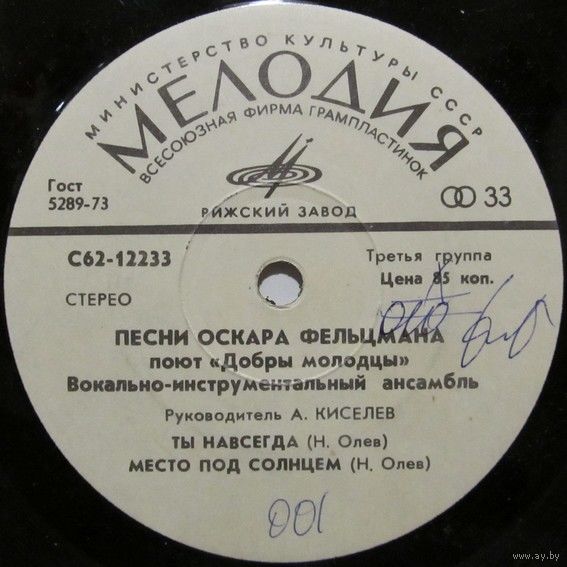 МИНИСТЕРСТВО КУЛЬТУРЫ СССР
МЕЛОДИЯ
ВСЕСОЮЗНАЯ ФИРМА ГРАМПЛАСТИНОК
Гост
5289-73
33
РИЖСКИЙ ЗАВОД
С62-12233
Третья группа
Цена 85 коп.
СТЕРЕО
ПЕСНИ ОСКАРА ФЕЛЬЦМАНА
поют «Добры молодцы»
Вокально-инструментальный ансамбль
Руководитель А. КИСЕЛЕВ
ТЫ НАВСЕГДА (Н. Олев)
МЕСТО ПОД СОЛНЦЕМ (Н. Олев)
001
www.ay.by